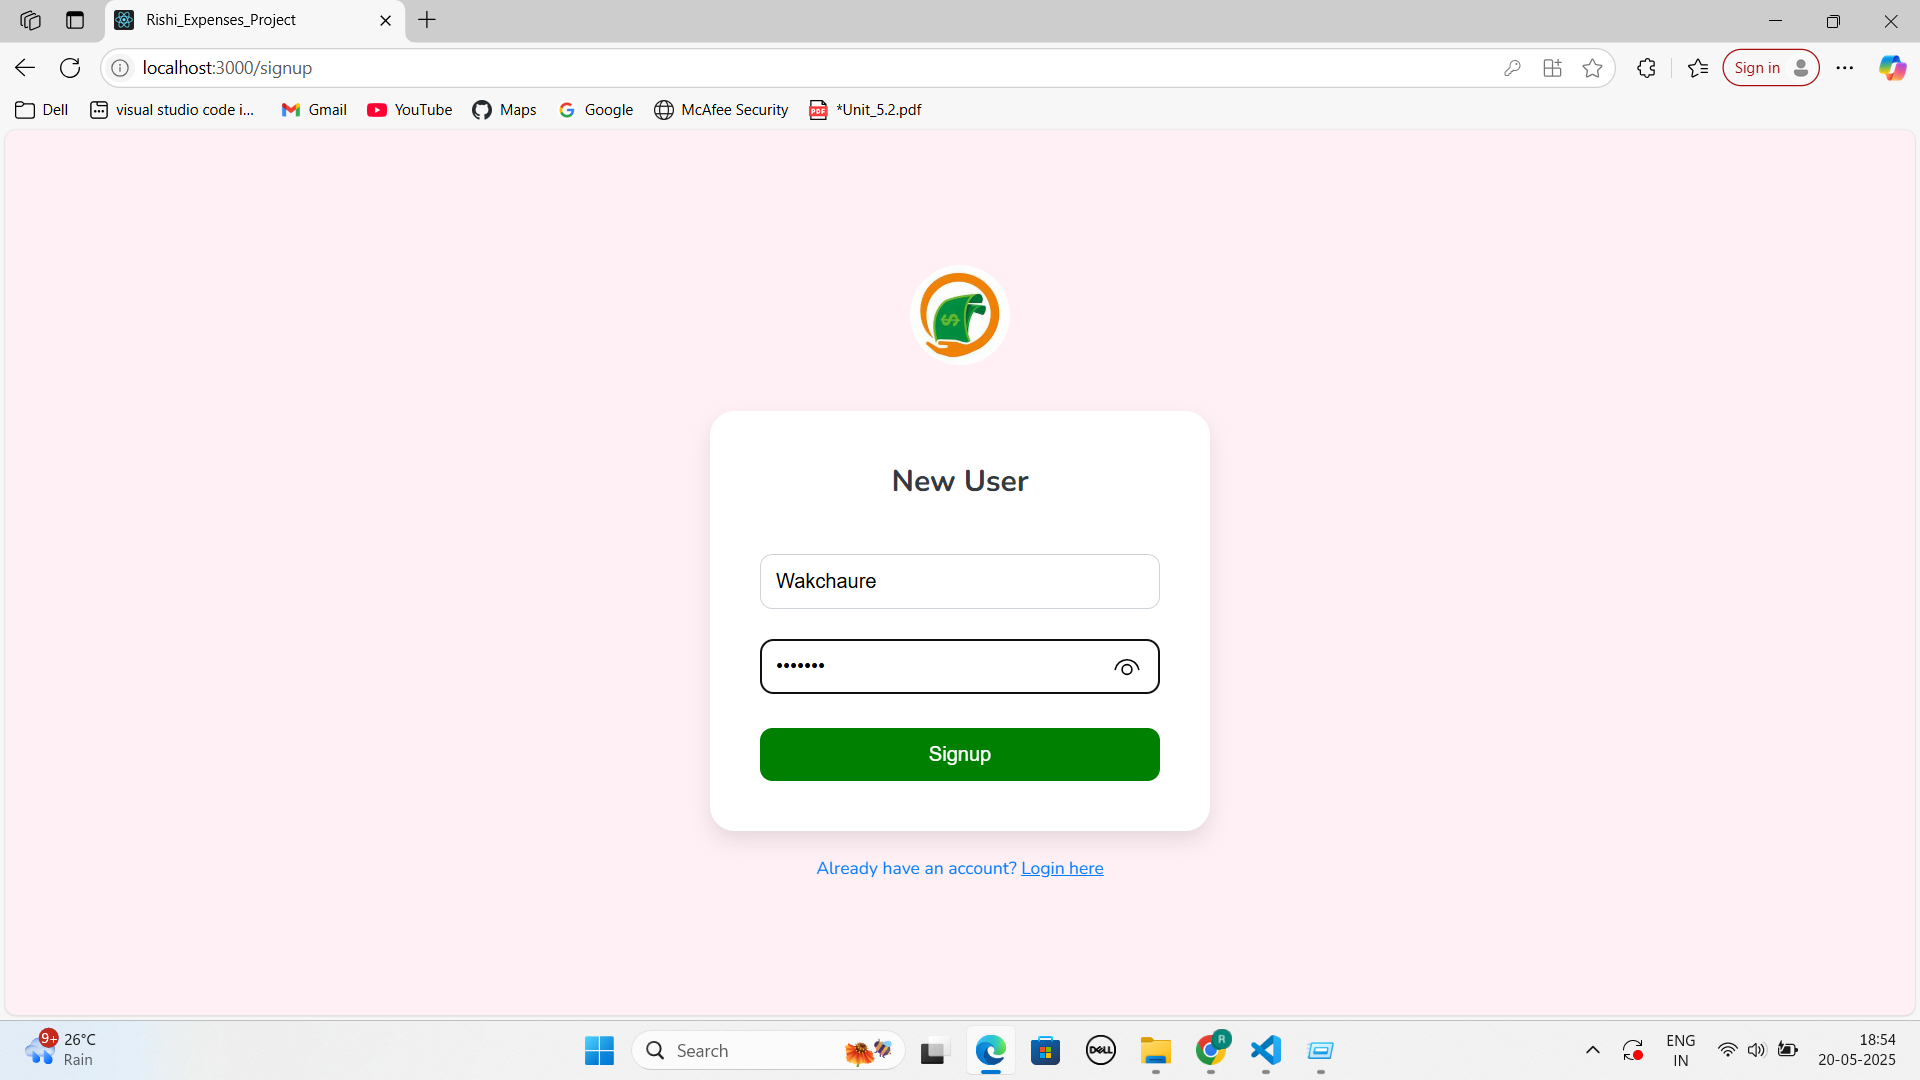 Rishi_Expenses_Project
localhost:3000/signup
Sign in
Dell
visual studio code i...
Gmail
YouTube
Maps
Google
McAfee Security
PDF
*Unit_5.2.pdf
$
New User
Wakchaure
•••••••
Signup
Already have an account? Login here
9+
26°C
Rain
Search
DELL
R
ENG
IN
18:54
20-05-2025